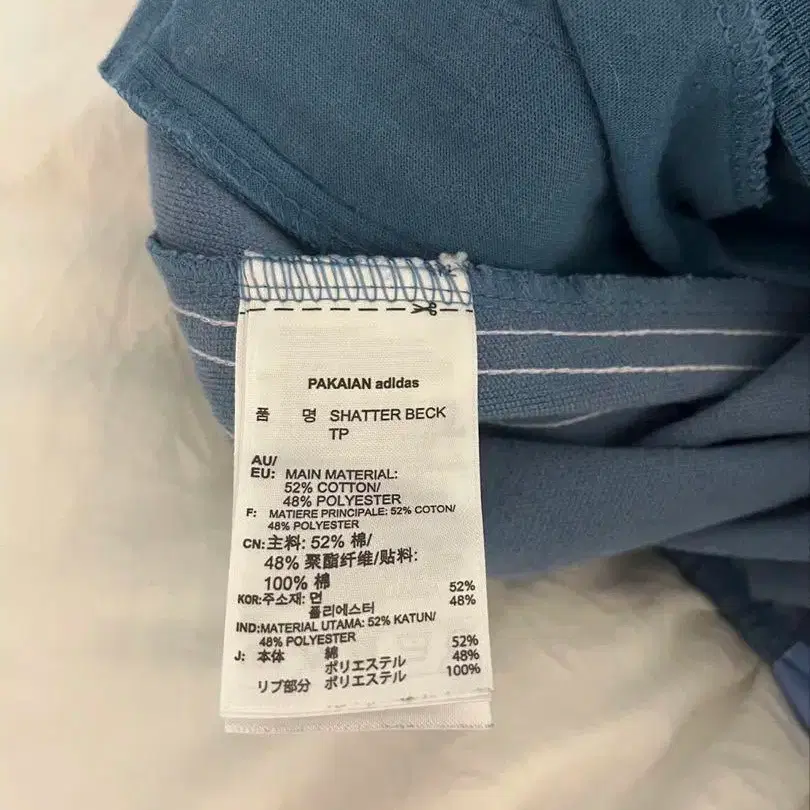 PAKAIAN adidas
품 명 SHATTER BECK
TP
AU/
EU: MAIN MATERIAL:
52% COTTON/
48% POLYESTER
F: MATIERE PRINCIPALE: 52% COTON/
48% POLYESTER
CN:主料: 52% 棉/
48% 聚酯纤维/贴料:
100% 棉
KOR:주소재: 면 52%
폴리에스터 48%
IND:MATERIAL UTAMA: 52% KATUN/
48% POLYESTER
J: 本体 綿 52%
ポリエステル 48%
リブ部分 ポリエステル 100%